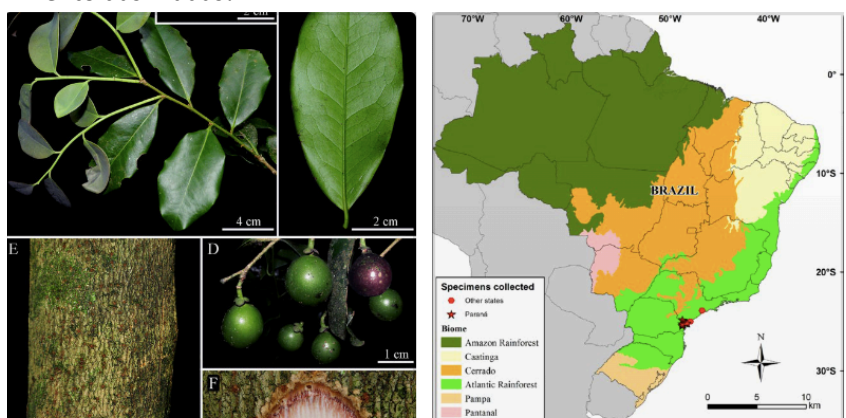 2 cm
4 cm
2 cm
E
D
1 cm
F
70°W
60°W
50°W
40°W
0°
10°S
20°S
30°S
BRAZIL
Specimens collected
Other states
Paraná
Biome
Amazon Rainforest
Caatinga
Cerrado
Atlantic Rainforest
Pampa
Pantanal
N
0
5
10
km